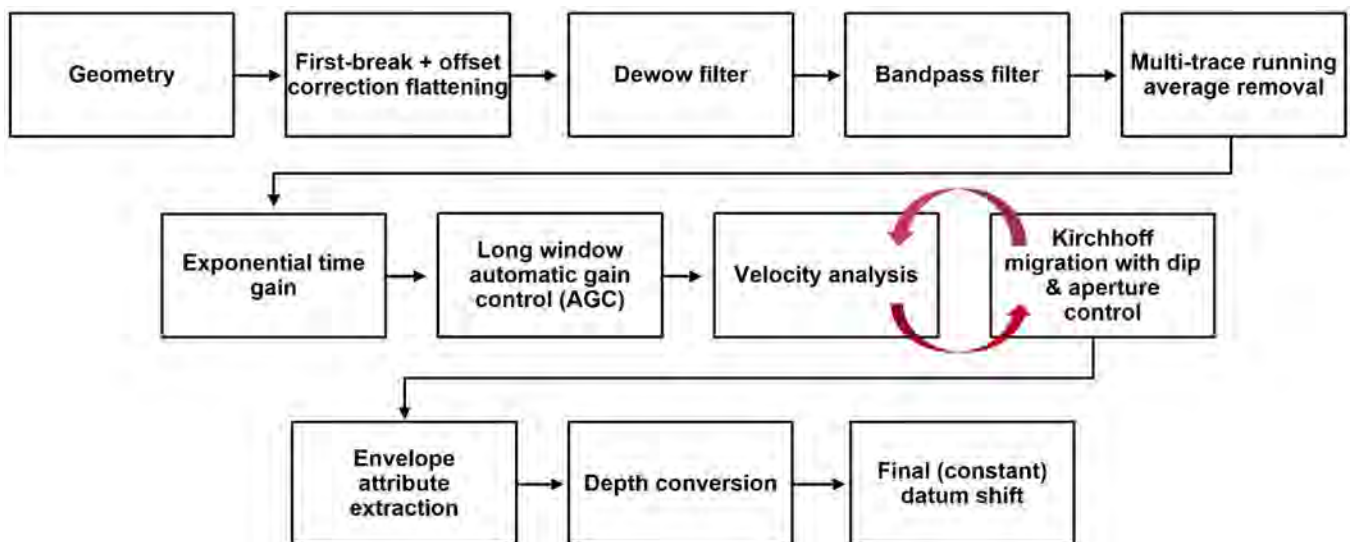 Geometry
First-break + offset
correction flattening
Dewow filter
Bandpass filter
Multi-trace running
average removal
Exponential time
gain
Long window
automatic gain
control (AGC)
Velocity analysis
Kirchhoff
migration with dip
& aperture
control
Envelope
attribute
extraction
Depth conversion
Final (constant)
datum shift